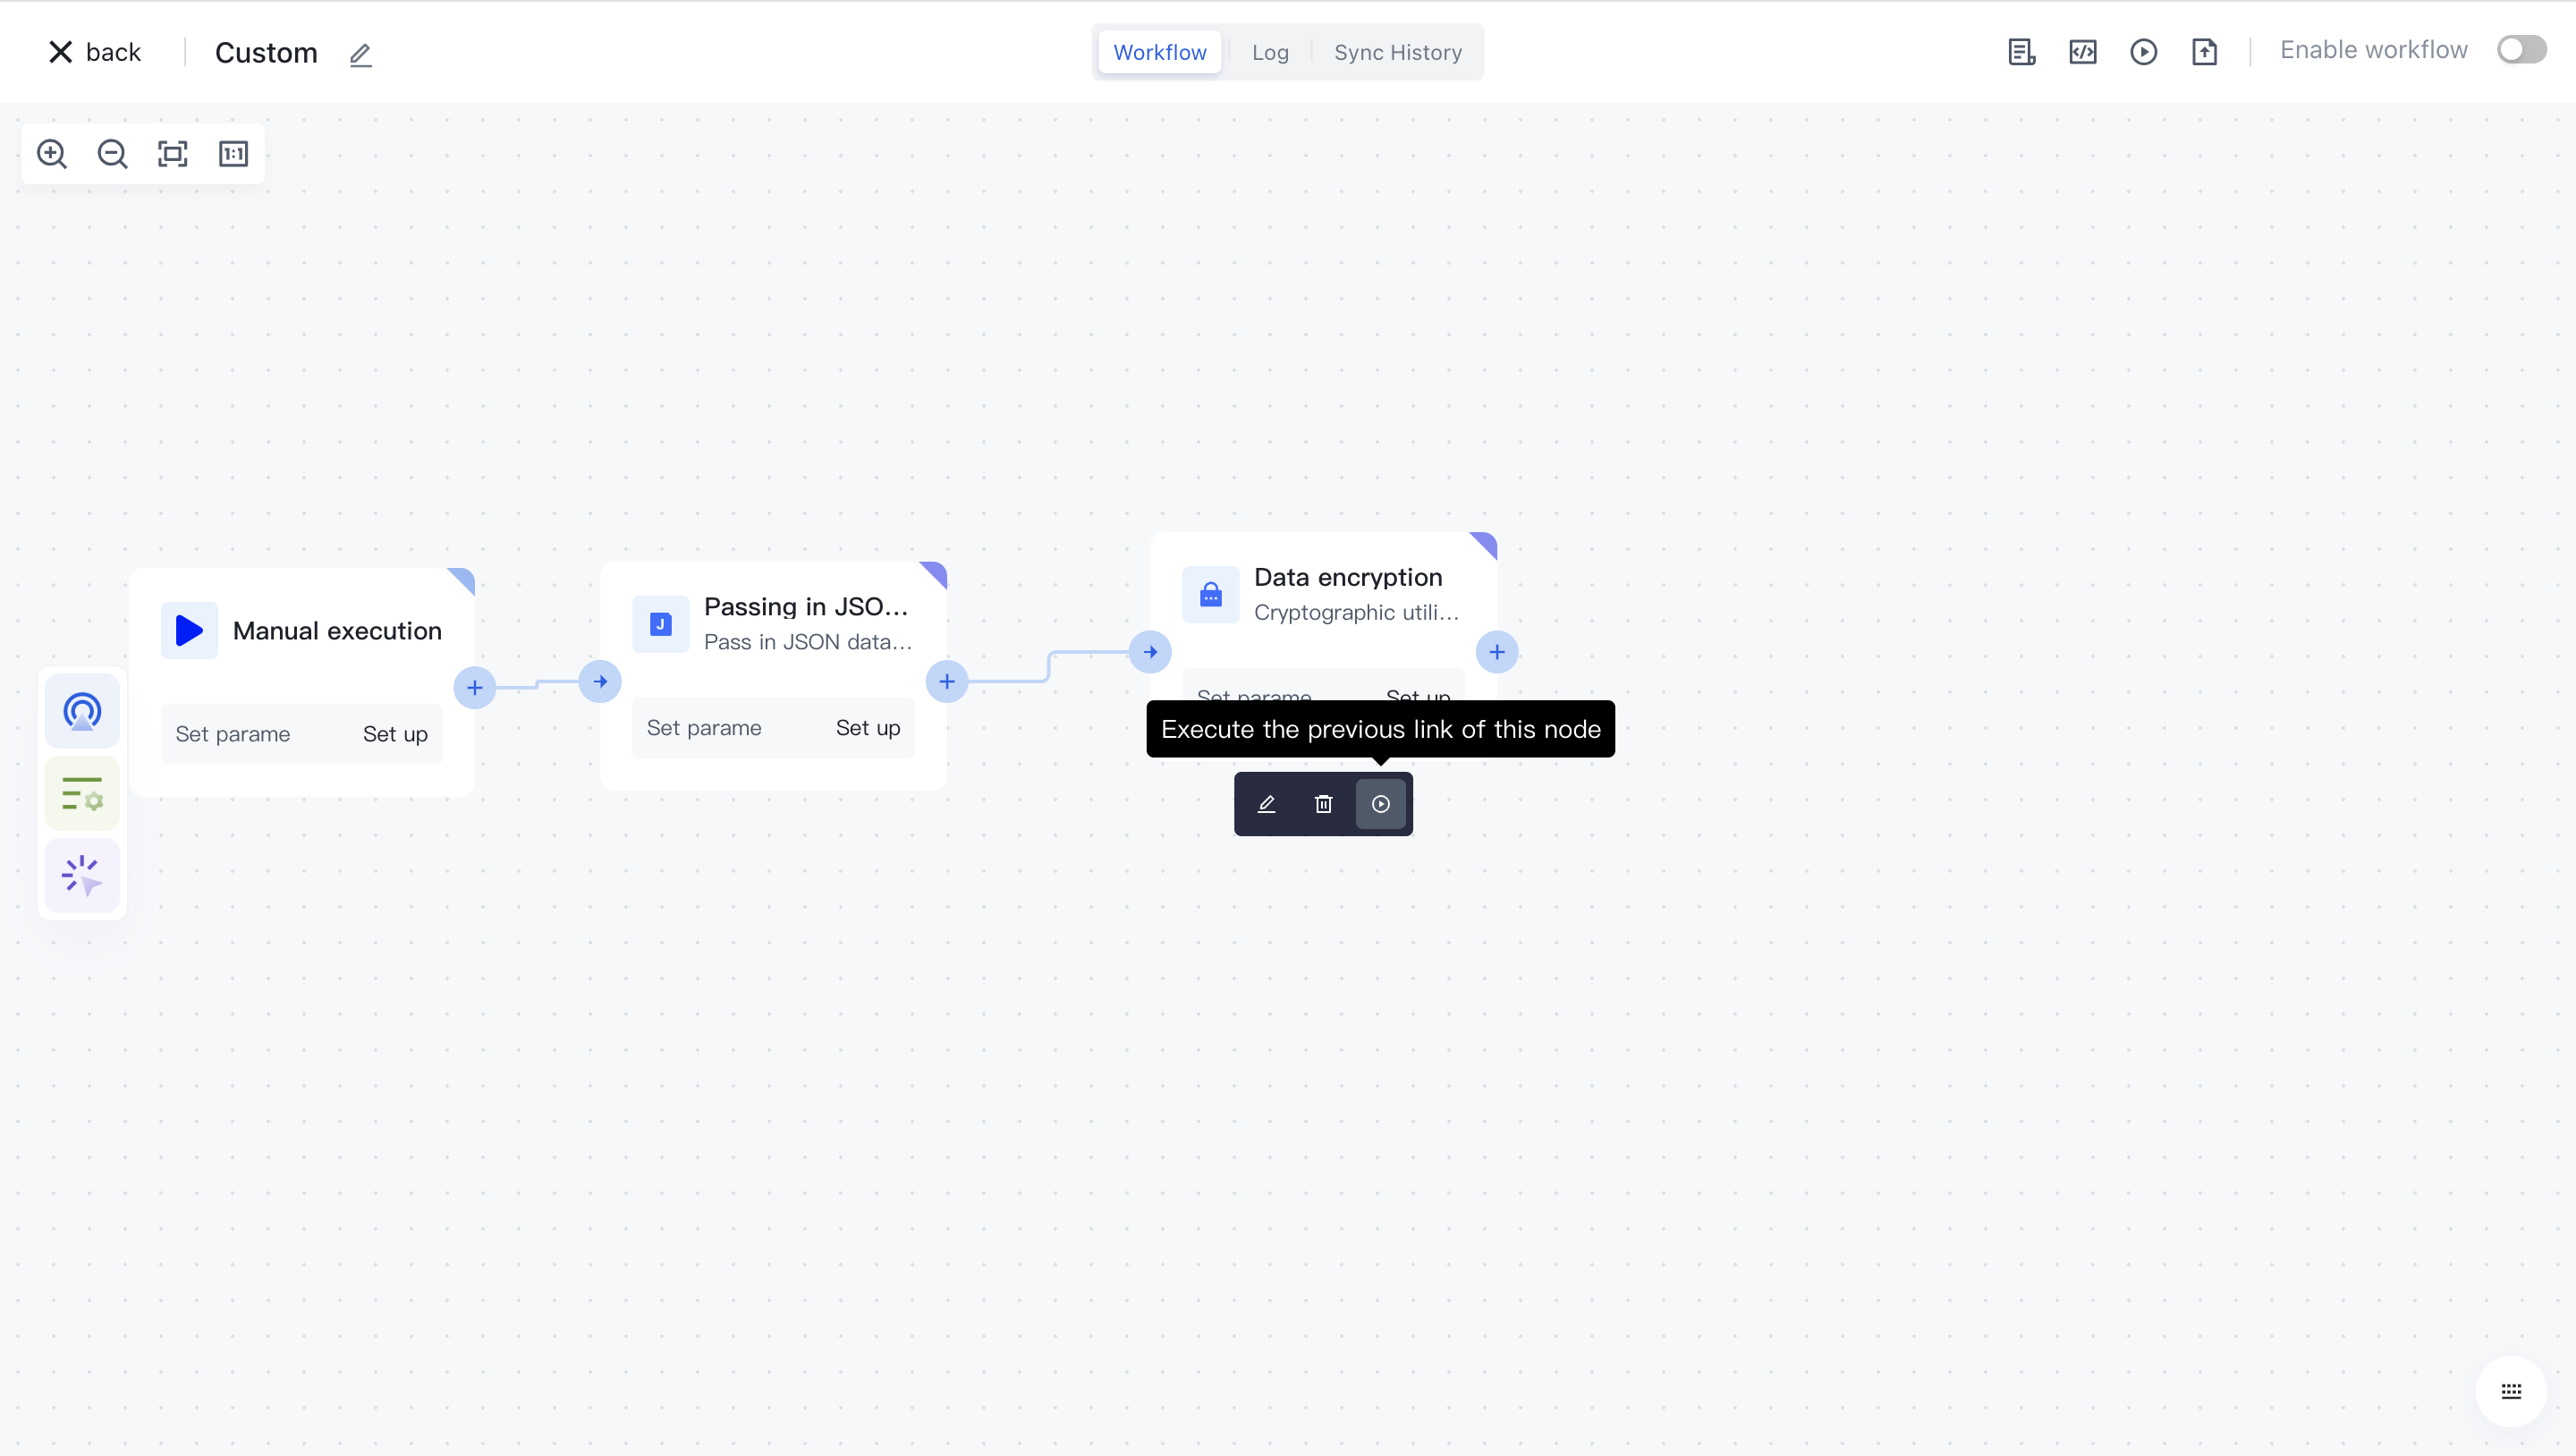 back
Custom
Workflow
Log
Sync History
Enable workflow
1:1
Manual execution
Set parame
Set up
J
Passing in JSO...
Pass in JSON data...
Set parame
Set up
Data encryption
Cryptographic utili...
Set parame
Set up
Execute the previous link of this node